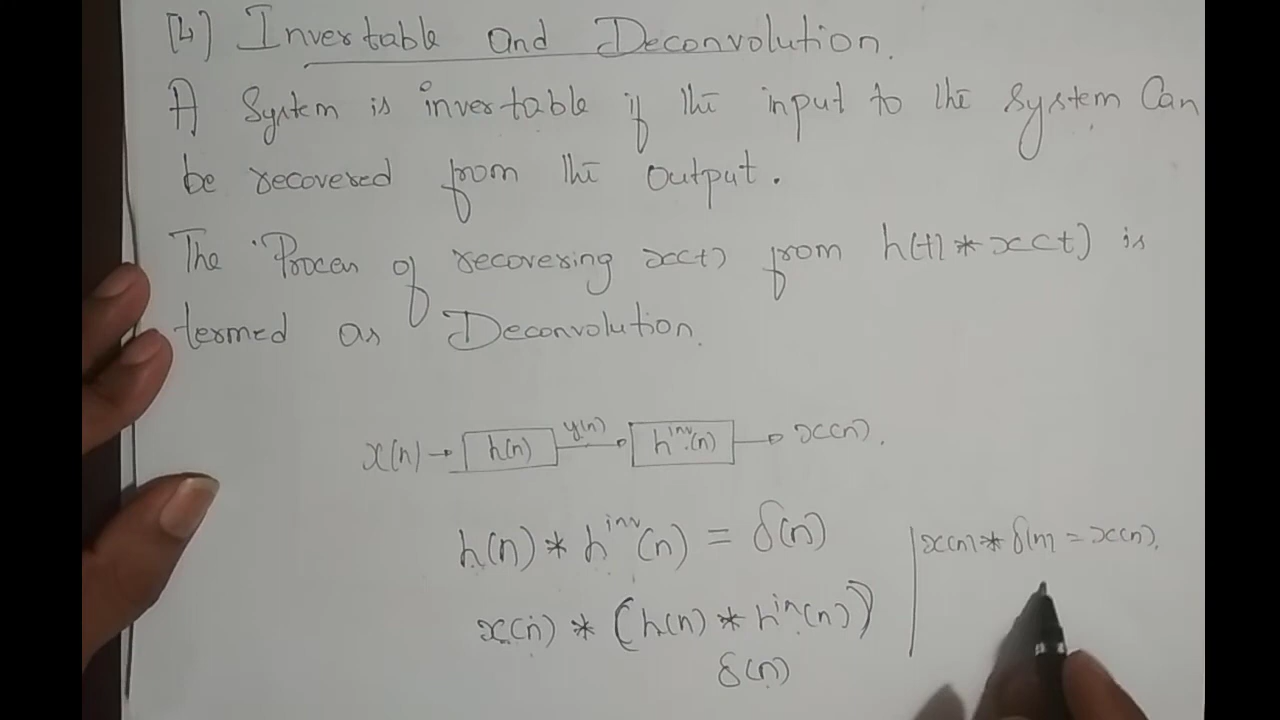 [4] Invertable and Deconvolution.
A System is invertable if the input to the System Can
be recovered from the output.
The Process of recovering x(t) from h(t) * x(t) is
termed as Deconvolution.
x(n) → h(n) y(n) → h^inv(n) → x(n).
h(n) * h^inv(n) = δ(n)
x(n) * δ(n) = x(n).
x(n) * (h(n) * h^in(n))
δ(n)